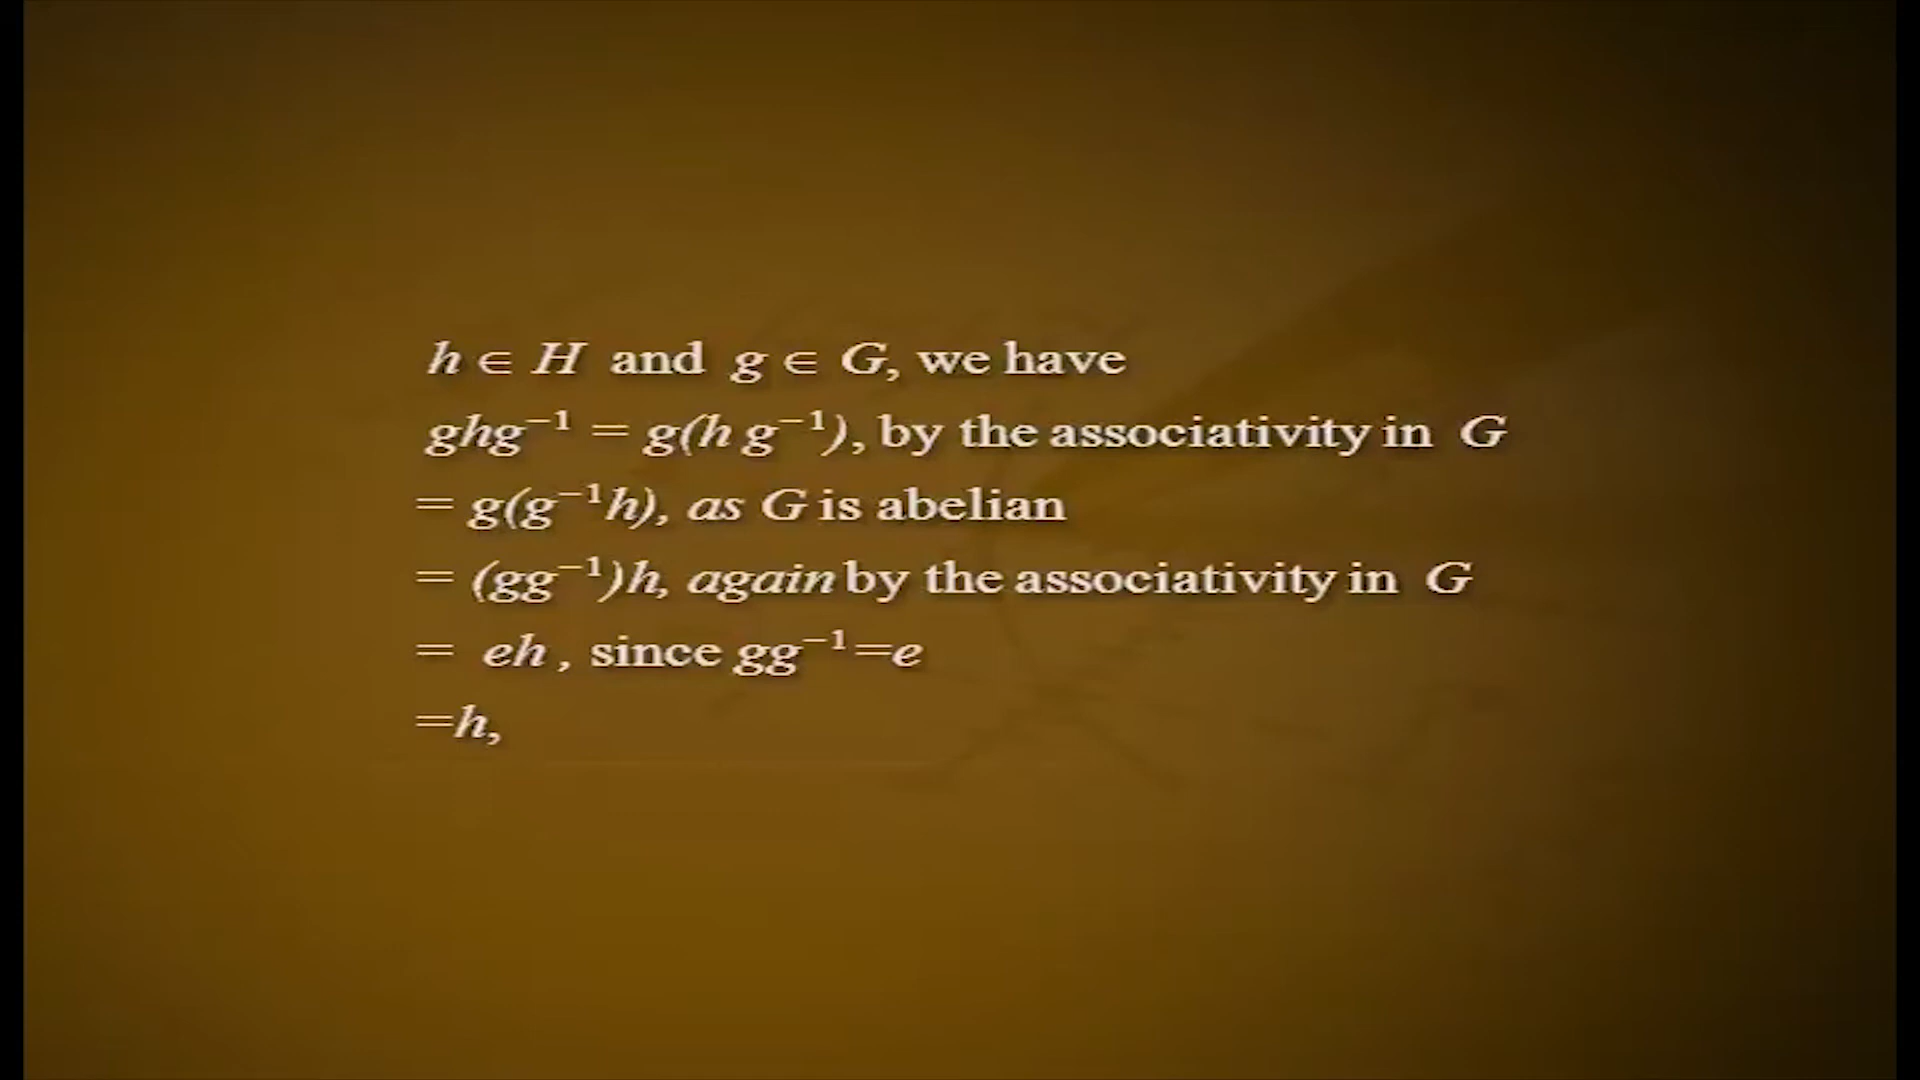 h ∈ H and g ∈ G, we have
ghg⁻¹ = g(h g⁻¹), by the associativity in G
= g(g⁻¹h), as G is abelian
= (gg⁻¹)h, again by the associativity in G
= eh , since gg⁻¹=e
=h,